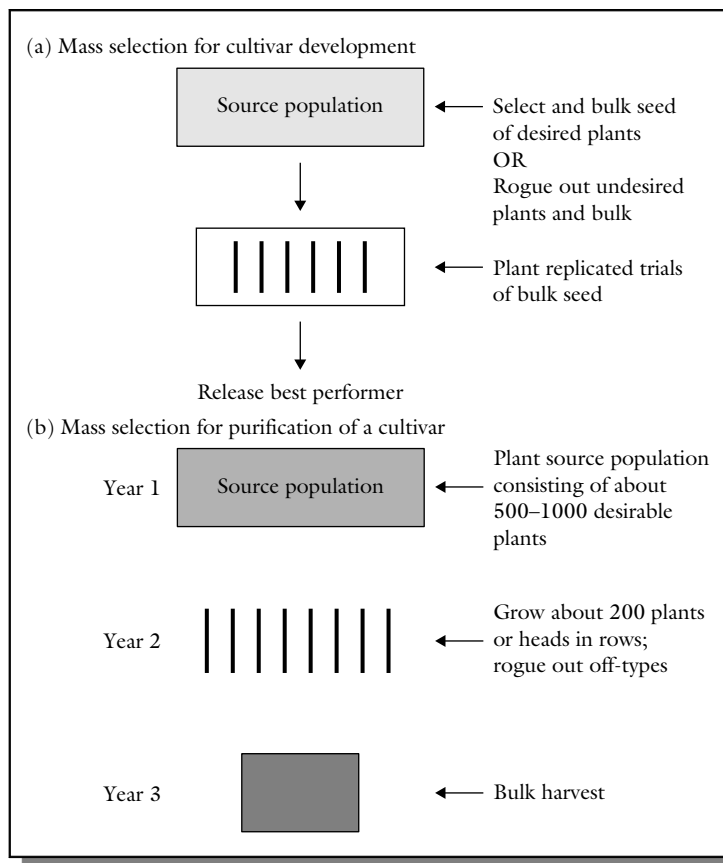 (a) Mass selection for cultivar development
Source population
Select and bulk seed
of desired plants
OR
Rogue out undesired
plants and bulk
Plant replicated trials
of bulk seed
Release best performer
(b) Mass selection for purification of a cultivar
Year 1
Source population
Plant source population
consisting of about
500–1000 desirable
plants
Year 2
Grow about 200 plants
or heads in rows;
rogue out off-types
Year 3
Bulk harvest